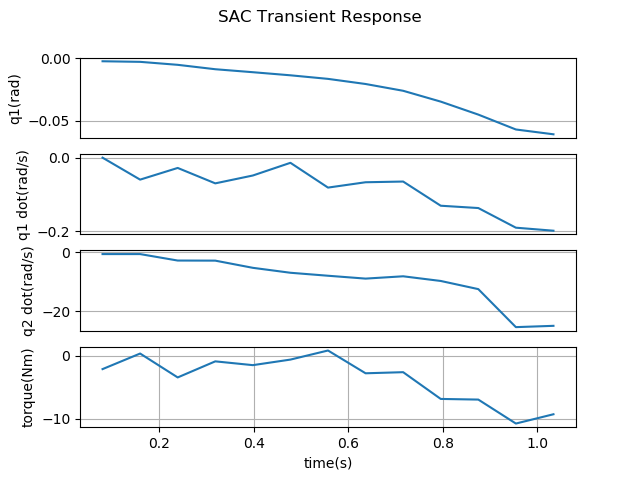 SAC Transient Response
q1(rad)
0.00
−0.05
q1 dot(rad/s)
0.0
−0.2
q2 dot(rad/s)
0
−20
torque(Nm)
0
−10
0.2 0.4 0.6 0.8 1.0
time(s)